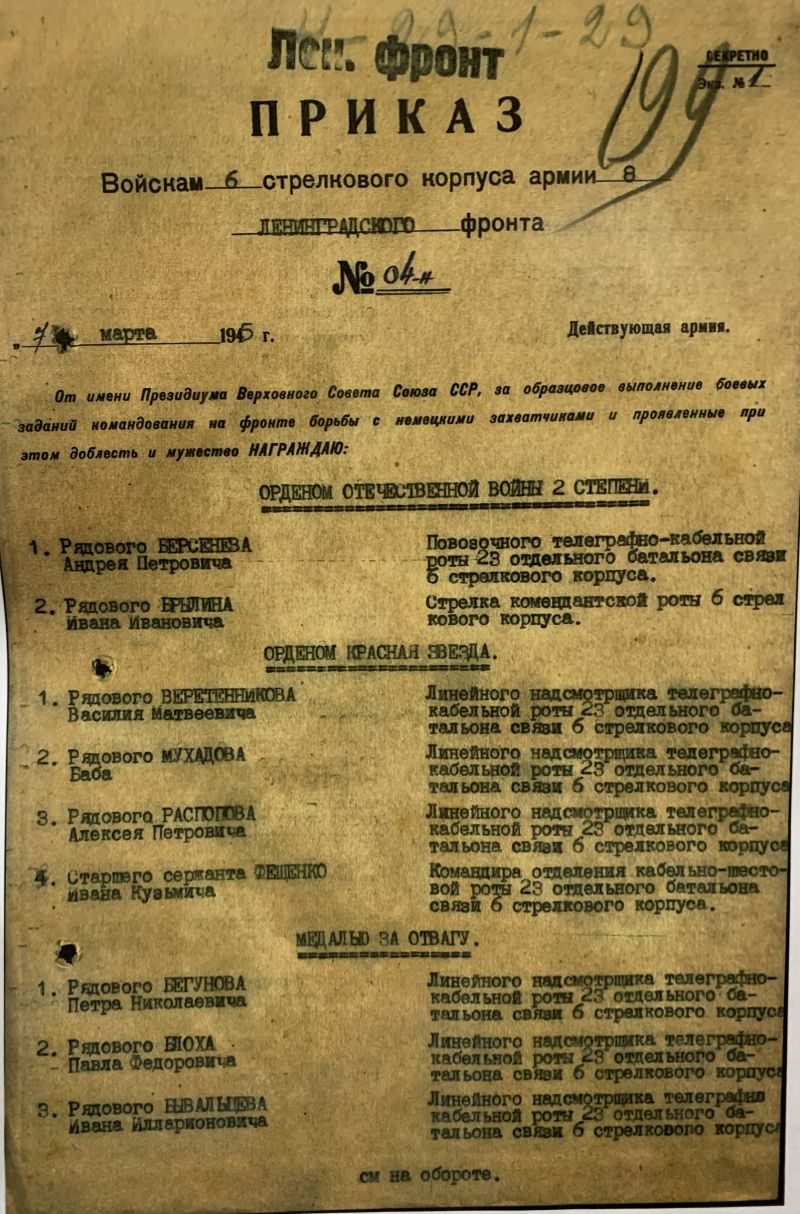 29-1-29
Лен. фронт
СЕКРЕТНО
Экз. № 1
199
ПРИКАЗ
Войскам 6 стрелкового корпуса армии 8
ЛЕНИНГРАДСКОГО фронта
№ 04-н
"7" марта 1945 г. Действующая армия.
От имени Президиума Верховного Совета Союза ССР, за образцовое выполнение боевых
заданий командования на фронте борьбы с немецкими захватчиками и проявленные при
этом доблесть и мужество НАГРАЖДАЮ:
ОРДЕНОМ ОТЕЧЕСТВЕННОЙ ВОЙНЫ 2 СТЕПЕНИ.
1. Рядового БЕРСЕНЕВА Повозочного телеграфно-кабельной
Андрея Петровича роты 23 отдельного батальона связи
6 стрелкового корпуса.
2. Рядового БРЫЛИНА Стрелка комендантской роты 6 стрел
Ивана Ивановича кового корпуса.
ОРДЕНОМ КРАСНАЯ ЗВЕЗДА.
1. Рядового ВЕРЕТЕННИКОВА Линейного надсмотрщика телеграфно-
Василия Матвеевича кабельной роты 23 отдельного ба-
тальона связи 6 стрелкового корпуса
2. Рядового МУХАДОВА Линейного надсмотрщика телеграфно-
Баба кабельной роты 23 отдельного ба-
тальона связи 6 стрелкового корпуса
3. Рядового РАСПОПОВА Линейного надсмотрщика телеграфно-
Алексея Петровича кабельной роты 23 отдельного ба-
тальона связи 6 стрелкового корпуса
4. Старшего сержанта ФЕЩЕНКО Командира отделения кабельно-шесто-
Ивана Кузьмича вой роты 23 отдельного батальона
связи 6 стрелкового корпуса.
МЕДАЛЬЮ ЗА ОТВАГУ.
1. Рядового БЕГУНОВА Линейного надсмотрщика телеграфно-
Петра Николаевича кабельной роты 23 отдельного ба-
тальона связи 6 стрелкового корпуса
2. Рядового БЛОХА Линейного надсмотрщика телеграфно-
Павла Федоровича кабельной роты 23 отдельного ба-
тальона связи 6 стрелкового корпуса
3. Рядового Линейного надсмотрщика телеграфно
Ивана Илларионовича кабельной роты 23 отдельного ба-
тальона связи 6 стрелкового корпуса
см на обороте.